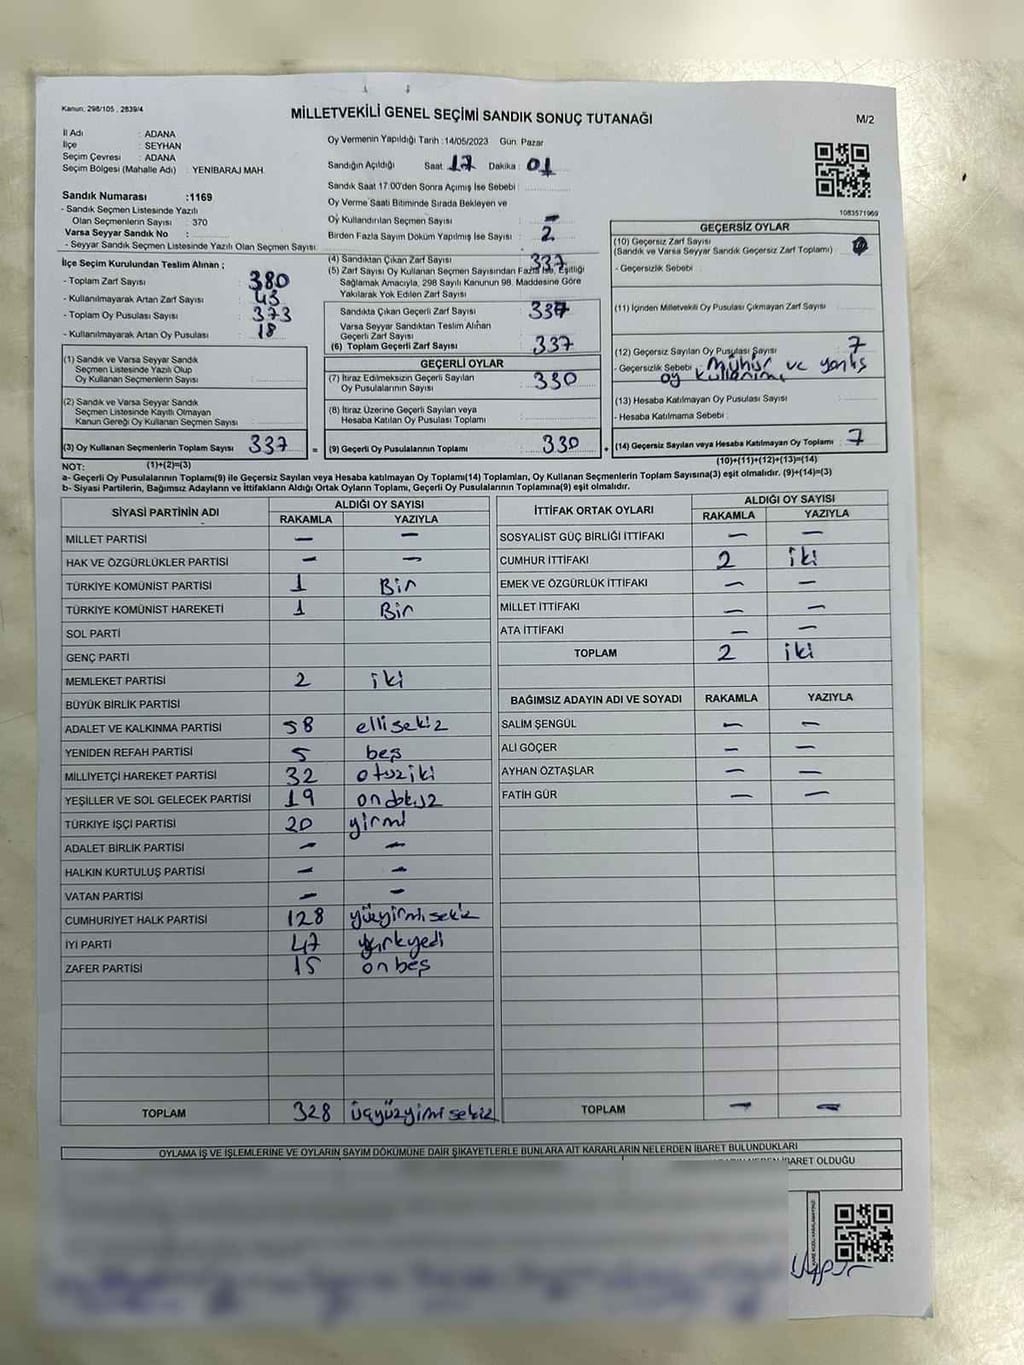 Kanun: 298/105 , 2839/4
MİLLETVEKİLİ GENEL SEÇİMİ SANDIK SONUÇ TUTANAĞI
M/2
İl Adı : ADANA
İlçe : SEYHAN
Seçim Çevresi : ADANA
Seçim Bölgesi (Mahalle Adı) : YENIBARAJ MAH.
Oy Vermenin Yapıldığı Tarih :14/05/2023 Gün: Pazar
Sandığın Açıldığı Saat: 17 Dakika : 01
Sandık Saat 17:00'den Sonra Açımış İse Sebebi :
Oy Verme Saati Bitiminde Sırada Bekleyen ve
Oy Kullandırılan Seçmen Sayısı : –
Birden Fazla Sayım Döküm Yapılmış İse Sayısı : 2
1083571969
Sandık Numarası :1169
- Sandık Seçmen Listesinde Yazılı
Olan Seçmenlerin Sayısı : 370
Varsa Seyyar Sandık No :
- Seyyar Sandık Seçmen Listesinde Yazılı Olan Seçmen Sayısı:
İlçe Seçim Kurulundan Teslim Alınan ;
- Toplam Zarf Sayısı : 380
- Kullanılmayarak Artan Zarf Sayısı : 43
- Toplam Oy Pusulası Sayısı : 373
- Kullanılmayarak Artan Oy Pusulası : 18
(4) Sandıktan Çıkan Zarf Sayısı : 337
(5) Zarf Sayısı Oy Kullanan Seçmen Sayısından Fazla İse, Eşitliği
Sağlamak Amacıyla, 298 Sayılı Kanunun 98. Maddesine Göre
Yakılarak Yok Edilen Zarf Sayısı :
Sandıkta Çıkan Geçerli Zarf Sayısı : 337
Varsa Seyyar Sandıktan Teslim Alınan
Geçerli Zarf Sayısı :
(6) Toplam Geçerli Zarf Sayısı : 337
GEÇERSİZ OYLAR
(10) Geçersiz Zarf Sayısı
(Sandık ve Varsa Seyyar Sandık Geçersiz Zarf Toplamı) :
- Geçersizlik Sebebi :
(11) İçinden Milletvekili Oy Pusulası Çıkmayan Zarf Sayısı :
(12) Geçersiz Sayılan Oy Pusulası Sayısı : 7
- Geçersizlik Sebebi : Mühür ve yanlış
oy kullanımı
(13) Hesaba Katılmayan Oy Pusulası Sayısı :
- Hesaba Katılmama Sebebi :
(14) Geçersiz Sayılan veya Hesaba Katılmayan Oy Toplamı : 7
(1) Sandık ve Varsa Seyyar Sandık
Seçmen Listesinde Yazılı Olup
Oy Kullanan Seçmenlerin Sayısı :
(2) Sandık ve Varsa Seyyar Sandık
Seçmen Listesinde Kayıtlı Olmayan
Kanun Gereği Oy Kullanan Seçmen Sayısı :
(3) Oy Kullanan Seçmenlerin Toplam Sayısı : 337 =
GEÇERLİ OYLAR
(7) İtiraz Edilmeksizin Geçerli Sayılan
Oy Pusulalarının Sayısı : 330
(8) İtiraz Üzerine Geçerli Sayılan veya
Hesaba Katılan Oy Pusulası Toplamı :
(9) Geçerli Oy Pusulalarının Toplamı : 330 +
NOT: (1)+(2)=(3)
(10)+(11)+(12)+(13)=(14)
a- Geçerli Oy Pusulalarının Toplamı(9) ile Geçersiz Sayılan veya Hesaba katılmayan Oy Toplamı(14) Toplamları, Oy Kullanan Seçmenlerin Toplam Sayısına(3) eşit olmalıdır. (9)+(14)=(3)
b- Siyasi Partilerin, Bağımsız Adayların ve İttifakların Aldığı Ortak Oyların Toplamı, Geçerli Oy Pusulalarının Toplamına(9) eşit olmalıdır.
SİYASİ PARTİNİN ADI ALDIĞI OY SAYISI
RAKAMLA YAZIYLA
MİLLET PARTİSİ – –
HAK VE ÖZGÜRLÜKLER PARTİSİ – –
TÜRKİYE KOMÜNİST PARTİSİ 1 Bir
TÜRKİYE KOMÜNİST HAREKETİ 1 Bir
SOL PARTİ
GENÇ PARTİ
MEMLEKET PARTİSİ 2 iki
BÜYÜK BİRLİK PARTİSİ
ADALET VE KALKINMA PARTİSİ 58 ellisekiz
YENİDEN REFAH PARTİSİ 5 beş
MİLLİYETÇİ HAREKET PARTİSİ 32 otuziki
YEŞİLLER VE SOL GELECEK PARTİSİ 19 ondokuz
TÜRKİYE İŞÇİ PARTİSİ 20 yirmi
ADALET BİRLİK PARTİSİ – –
HALKIN KURTULUŞ PARTİSİ – –
VATAN PARTİSİ – –
CUMHURİYET HALK PARTİSİ 128 yüzyirmisekiz
İYİ PARTİ 47 kırkyedi
ZAFER PARTİSİ 15 onbeş
TOPLAM 328 üçyüzyirmisekiz
İTTİFAK ORTAK OYLARI ALDIĞI OY SAYISI
RAKAMLA YAZIYLA
SOSYALİST GÜÇ BİRLİĞİ İTTİFAKI – –
CUMHUR İTTİFAKI 2 iki
EMEK VE ÖZGÜRLÜK İTTİFAKI – –
MİLLET İTTİFAKI – –
ATA İTTİFAKI – –
TOPLAM 2 iki
BAĞIMSIZ ADAYIN ADI VE SOYADI RAKAMLA YAZIYLA
SALIM ŞENGÜL – –
ALİ GÖÇER – –
AYHAN ÖZTAŞLAR – –
FATİH GÜR – –
TOPLAM – –
OYLAMA İŞ VE İŞLEMLERINE VE OYLARIN SAYIM DÖKÜMÜNE DAİR ŞİKAYETLERLE BUNLARA AİT KARARLARIN NELERDEN İBARET BULUNDUKLARI
İBARET OLDUĞU